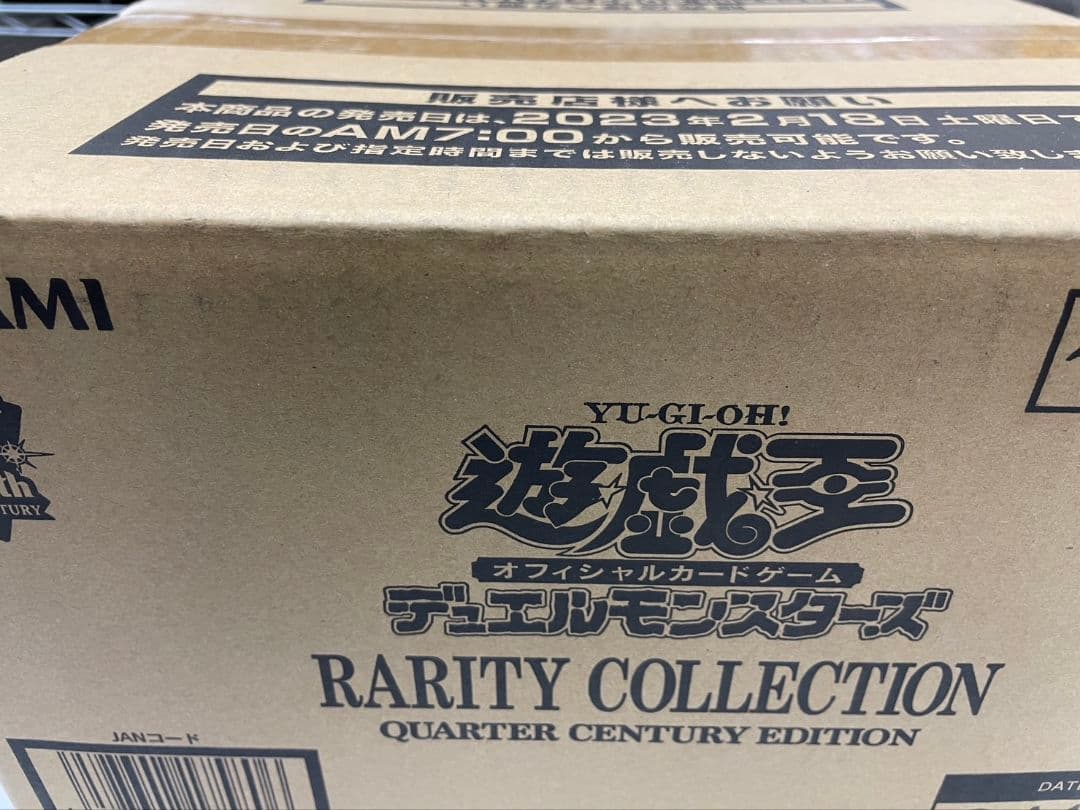 販売店様へお願い
本商品の発売日は、2023年2月18日土曜日で
発売日のAM7:00から販売可能です。
発売日および指定時間までは販売しないようお願い致しま
AMI
th
TURY
YU-GI-OH!
遊戯王
オフィシャルカードゲーム
デュエルモンスターズ
RARITY COLLECTION
QUARTER CENTURY EDITION
JANコード
DAT